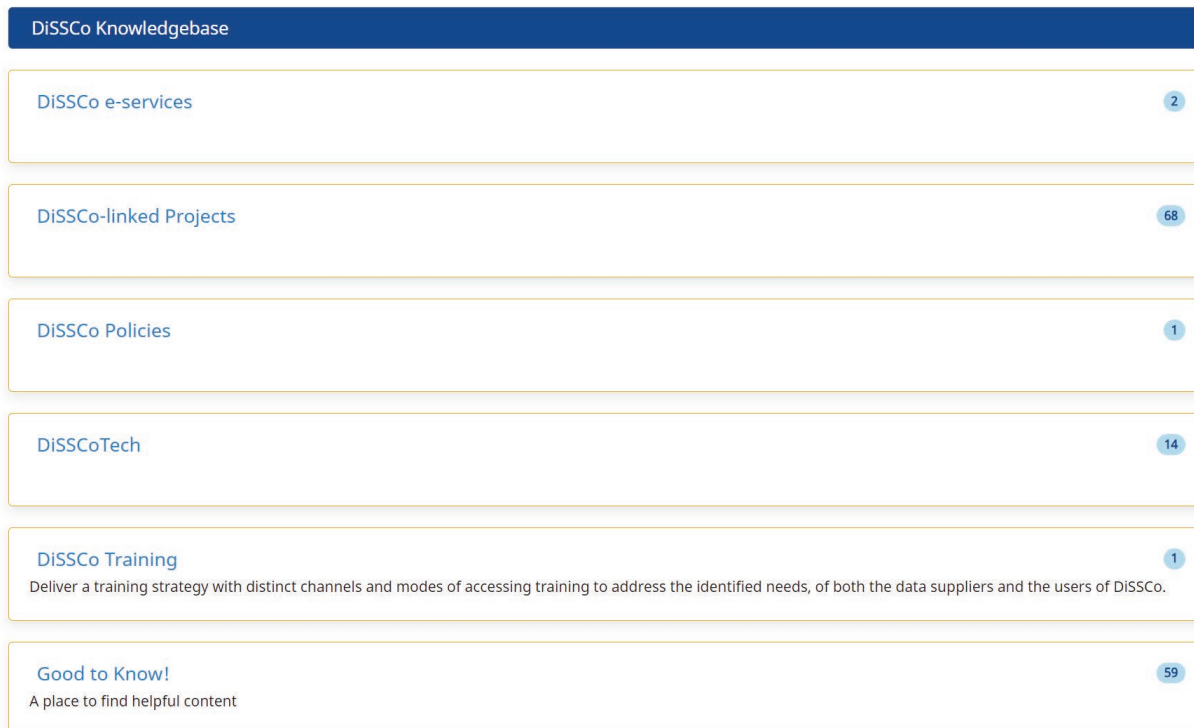 DiSSCo Knowledgebase
DiSSCo e-services 2
DiSSCo-linked Projects 68
DiSSCo Policies 1
DiSSCoTech 14
DiSSCo Training 1
Deliver a training strategy with distinct channels and modes of accessing training to address the identified needs, of both the data suppliers and the users of DiSSCo.
Good to Know! 59
A place to find helpful content